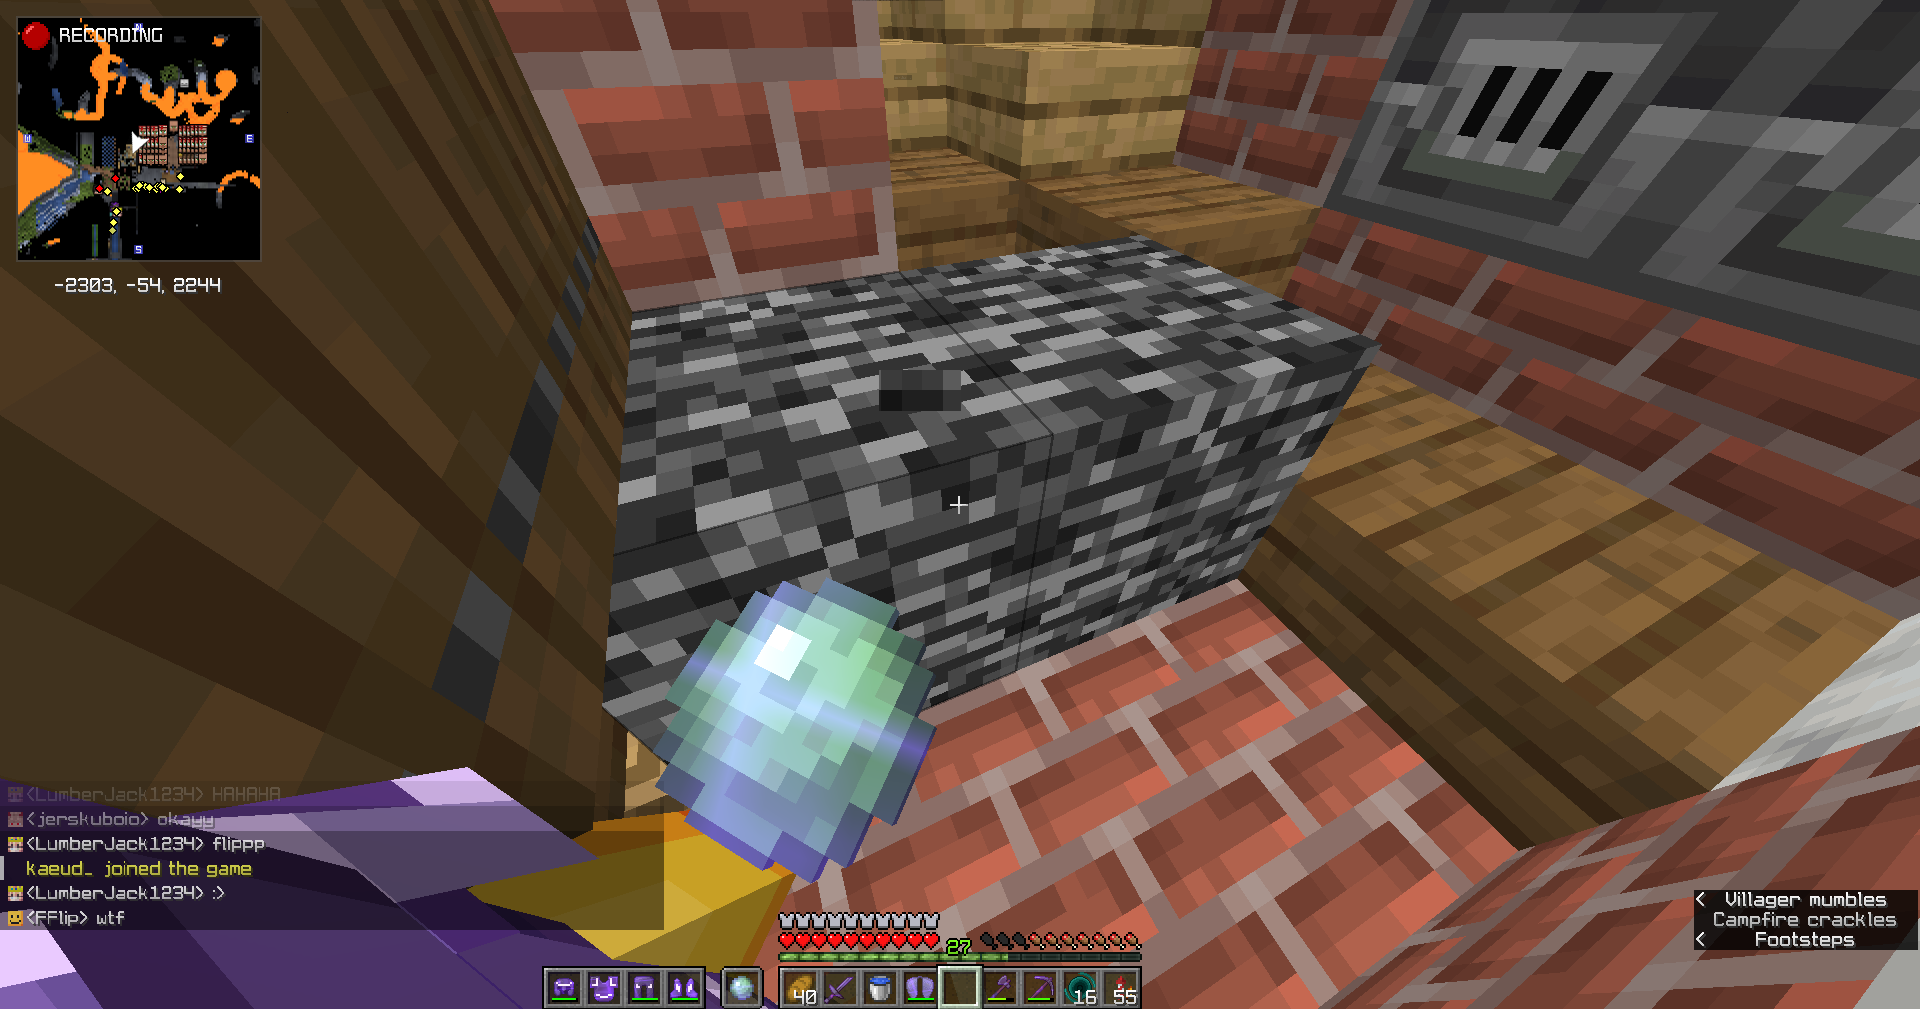 N
RECORDING
W
E
S
-2303, -54, 2244
<LumberJack1234> HAHAHA
<jerskuboio> okayy
<LumberJack1234> flippp
kaeud_ joined the game
<LumberJack1234> :>
<FFlip> wtf
< Villager mumbles
Campfire crackles
< Footsteps
27
40
16
55